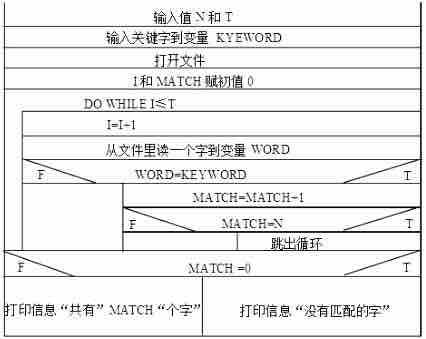 输入值 N 和 T
输入关键字到变量 KYEWORD
打开文件
I 和 MATCH 赋初值 0
DO WHILE I≤T
I=I+1
从文件里读一个字到变量 WORD
F WORD=KEYWORD T
MATCH=MATCH+1
F MATCH=N T
跳出循环
F MATCH =0 T
打印信息“共有”MATCH“个字” 打印信息“没有匹配的字”